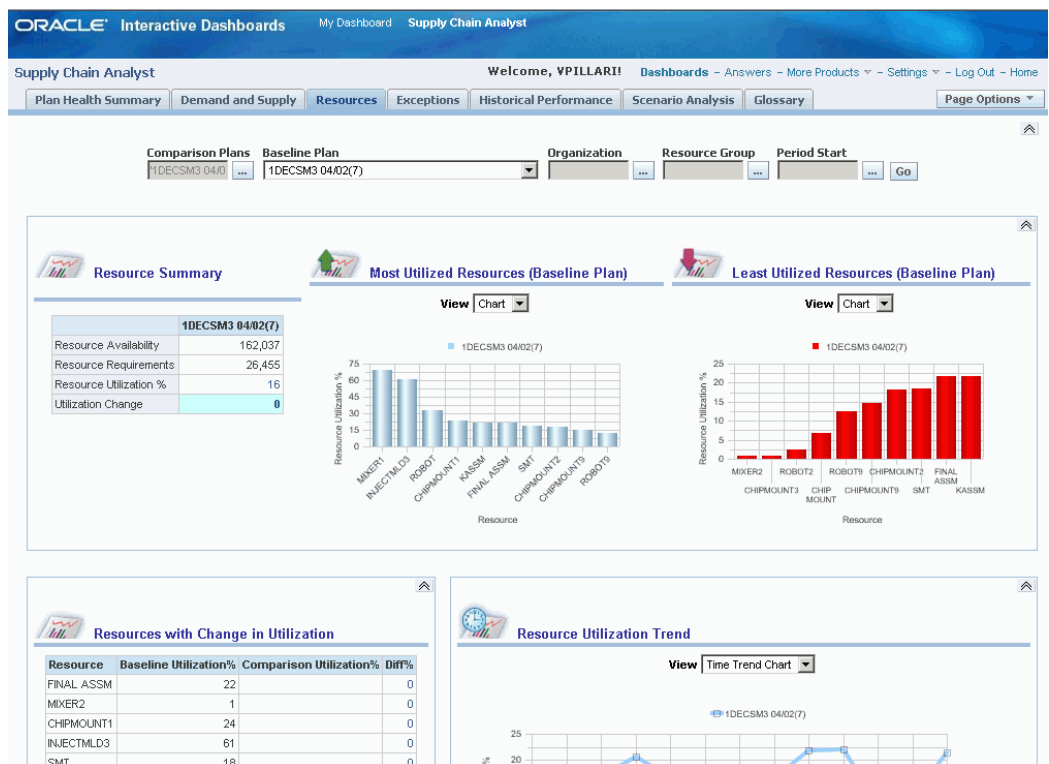 ORACLE Interactive Dashboards My Dashboard Supply Chain Analyst
Supply Chain Analyst Welcome, VPILLARI! Dashboards - Answers - More Products - Settings - Log Out - Home
Plan Health Summary Demand and Supply Resources Exceptions Historical Performance Scenario Analysis Glossary Page Options
Comparison Plans Baseline Plan Organization Resource Group Period Start
'1DECSM3 04/0 ... 1DECSM3 04/02(7) ... ... ... Go
Resource Summary
1DECSM3 04/02(7)
Resource Availability 162,037
Resource Requirements 26,455
Resource Utilization % 16
Utilization Change 0
Most Utilized Resources (Baseline Plan)
View Chart
1DECSM3 04/02(7)
Resource Utilization %
75
60
45
30
15
0
MIXER1 INJECTMLD3 ROBOT CHIPMOUNT1 KASSM FINAL ASSM SMT CHIPMOUNT2 CHIPMOUNT9 ROBOT9
Resource
Least Utilized Resources (Baseline Plan)
View Chart
1DECSM3 04/02(7)
Resource Utilization %
25
20
15
10
5
0
MIXER2 ROBOT2 ROBOT9 CHIPMOUNT2 FINAL ASSM
CHIPMOUNT3 CHIP MOUNT CHIPMOUNT9 SMT KASSM
Resource
Resources with Change in Utilization
Resource Baseline Utilization% Comparison Utilization% Diff%
FINAL ASSM 22 0
MIXER2 1 0
CHIPMOUNT1 24 0
INJECTMLD3 61 0
SMT 18 0
Resource Utilization Trend
View Time Trend Chart
1DECSM3 04/02(7)
25
20